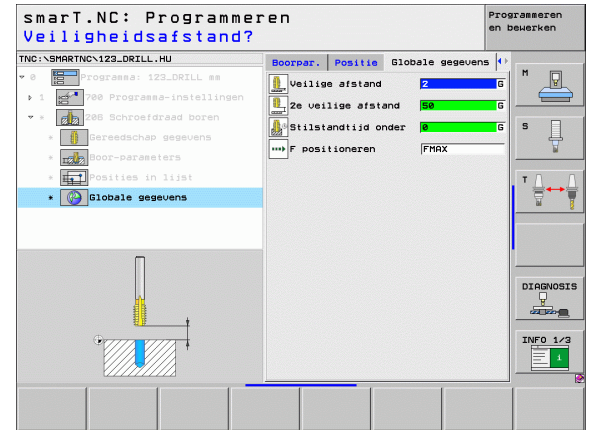 smarT.NC: Programmeren
Programmeren en bewerken
Veiligheidsafstand?
TNC:\SMARTNC\123_DRILL.HU
0 Programma: 123_DRILL mm
1 700 Programma-instellingen
* 206 Schroefdraad boren
* Gereedschap gegevens
* Boor-parameters
* Posities in lijst
* Globale gegevens
Boorpar. Positie Globale gegevens
Veilige afstand 2 G
2e veilige afstand 50 G
Stilstandtijd onder 0 G
F positioneren FMAX
M
S
T
DIAGNOSIS
INFO 1/3